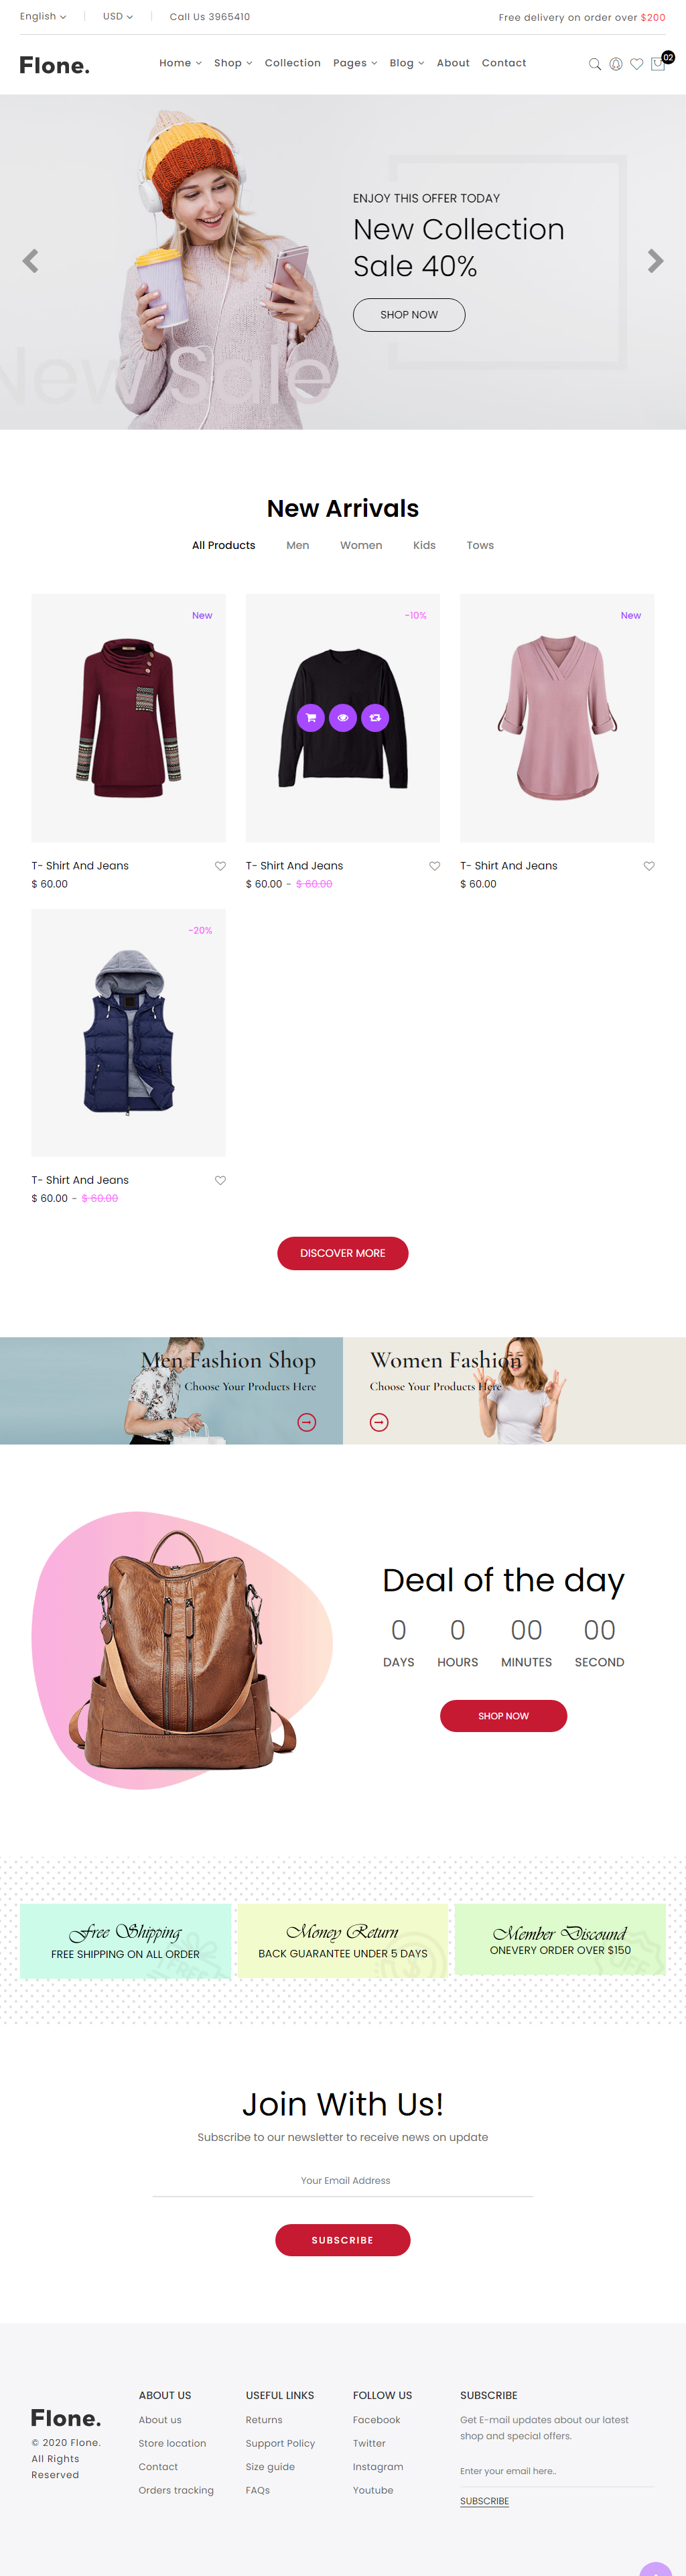 English
USD
Call Us 3965410
Free delivery on order over $200
Flone.
Home
Shop
Collection
Pages
Blog
About
Contact
02
ENJOY THIS OFFER TODAY
New Collection
Sale 40%
SHOP NOW
New Sale
New Arrivals
All Products
Men
Women
Kids
Tows
New
-10%
New
T- Shirt And Jeans
$ 60.00
T- Shirt And Jeans
$ 60.00 - $ 60.00
T- Shirt And Jeans
$ 60.00
-20%
T- Shirt And Jeans
$ 60.00 - $ 60.00
DISCOVER MORE
Men Fashion Shop
Choose Your Products Here
Women Fashion
Choose Your Products Here
Deal of the day
0
0
00
00
DAYS
HOURS
MINUTES
SECOND
SHOP NOW
Free Shipping
FREE SHIPPING ON ALL ORDER
Money Return
BACK GUARANTEE UNDER 5 DAYS
Member Discound
ONEVERY ORDER OVER $150
Join With Us!
Subscribe to our newsletter to receive news on update
Your Email Address
SUBSCRIBE
Flone.
© 2020 Flone.
All Rights
Reserved
ABOUT US
About us
Store location
Contact
Orders tracking
USEFUL LINKS
Returns
Support Policy
Size guide
FAQs
FOLLOW US
Facebook
Twitter
Instagram
Youtube
SUBSCRIBE
Get E-mail updates about our latest
shop and special offers.
Enter your email here..
SUBSCRIBE